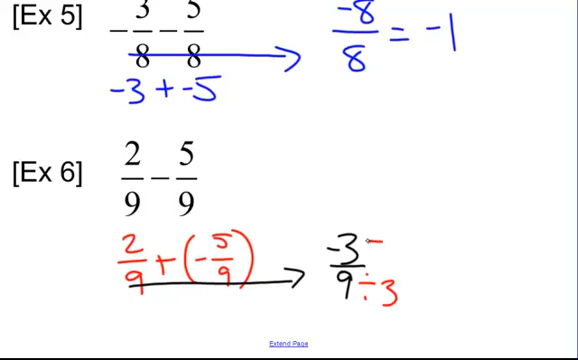 [Ex 5] -3/8 - 5/8
-8/8 = -1
-3 + -5
[Ex 6] 2/9 - 5/9
2/9 + (-5/9)
-3/9 ÷3
Extend Page